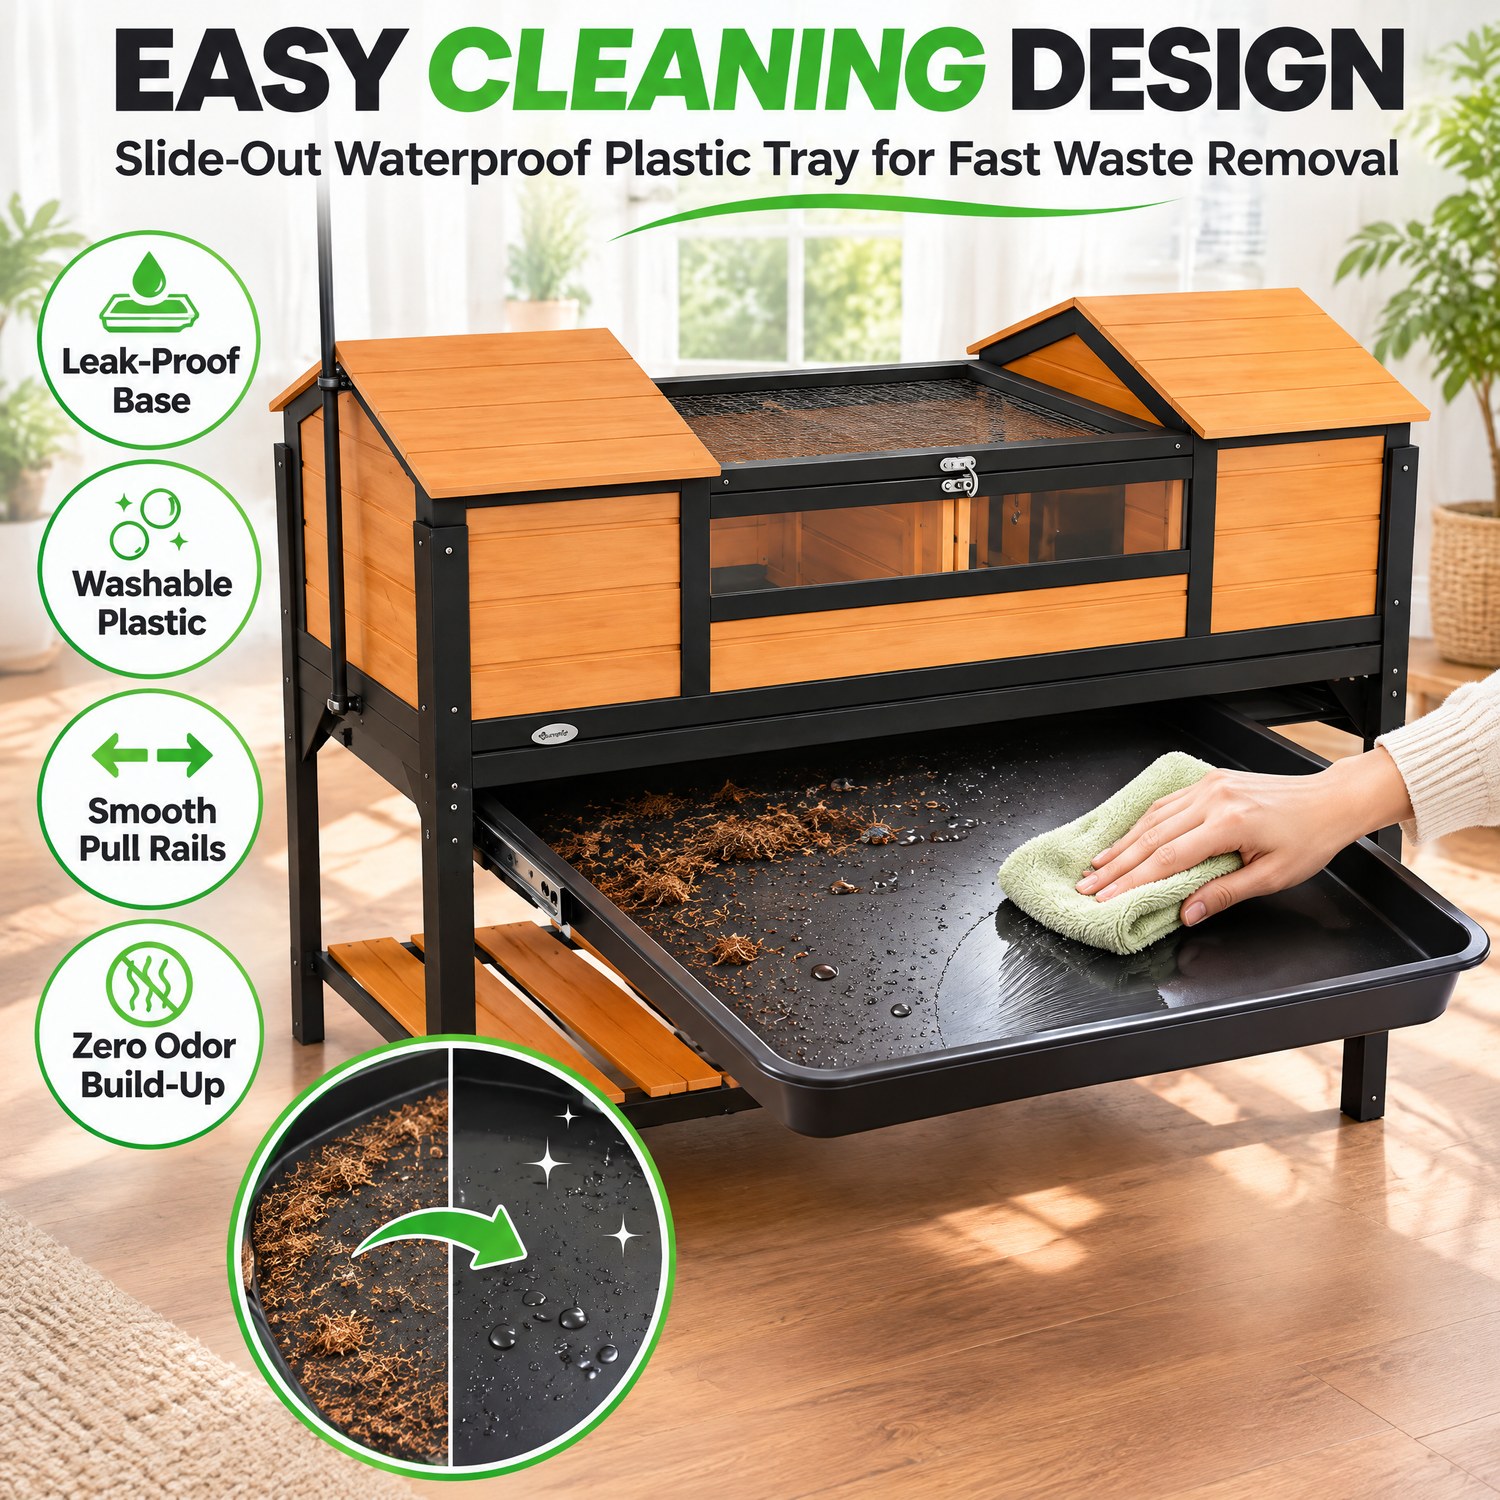 EASY CLEANING DESIGN
Slide-Out Waterproof Plastic Tray for Fast Waste Removal
Leak-Proof
Base
Washable
Plastic
Smooth
Pull Rails
Zero Odor
Build-Up